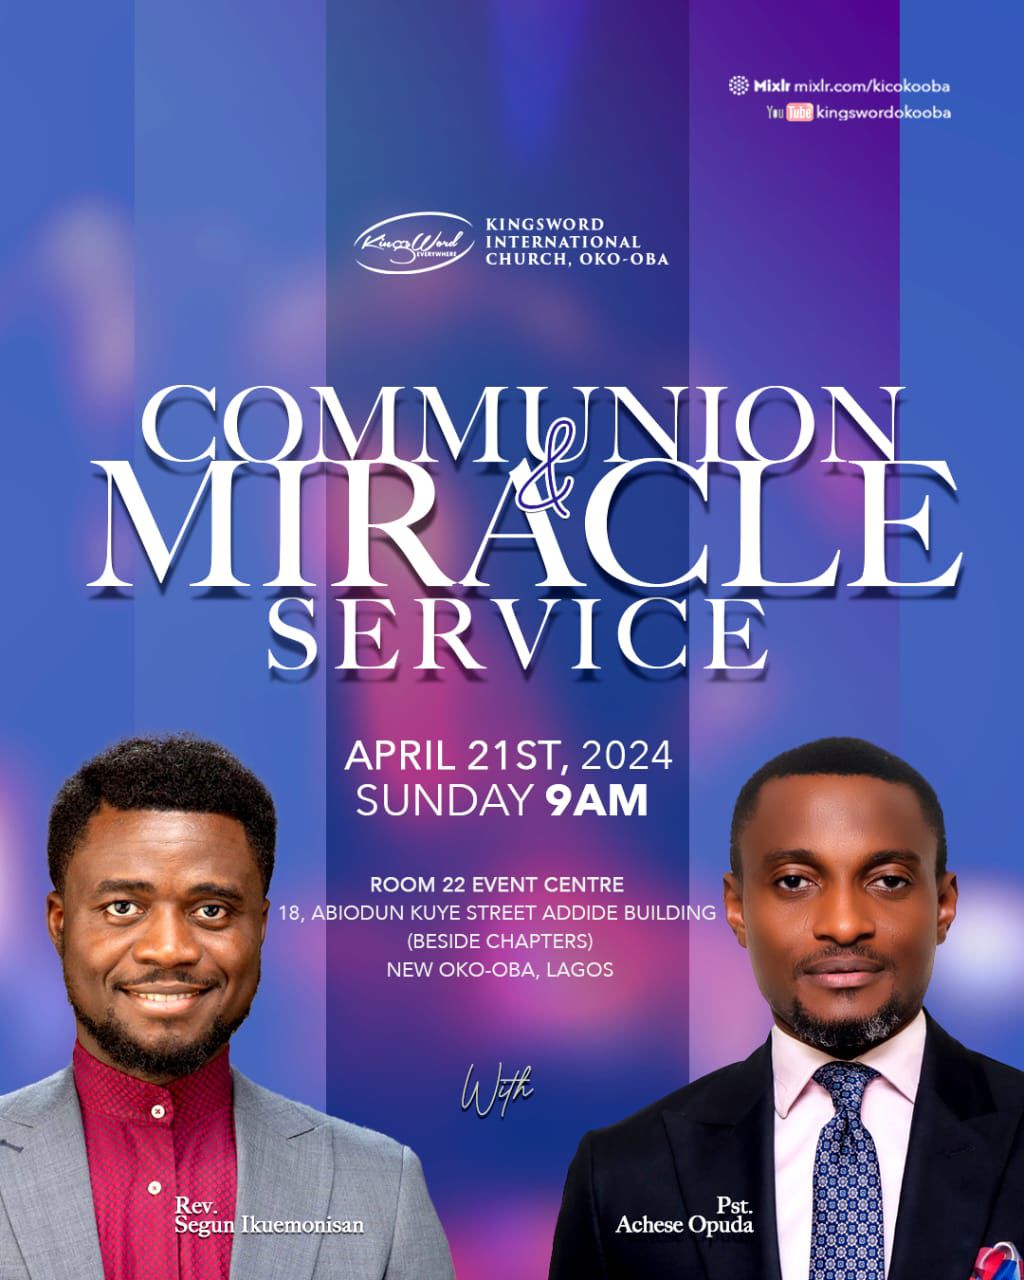 Mixlr mixlr.com/kicokooba
You Tube kingswordokooba
KingsWord
EVERYWHERE
KINGSWORD
INTERNATIONAL
CHURCH, OKO-OBA
COMMUNION
&
MIRACLE
SERVICE
APRIL 21ST, 2024
SUNDAY 9AM
ROOM 22 EVENT CENTRE
18, ABIODUN KUYE STREET ADDIDE BUILDING
(BESIDE CHAPTERS)
NEW OKO-OBA, LAGOS
With
Rev.
Segun Ikuemonisan
Pst.
Achese Opuda